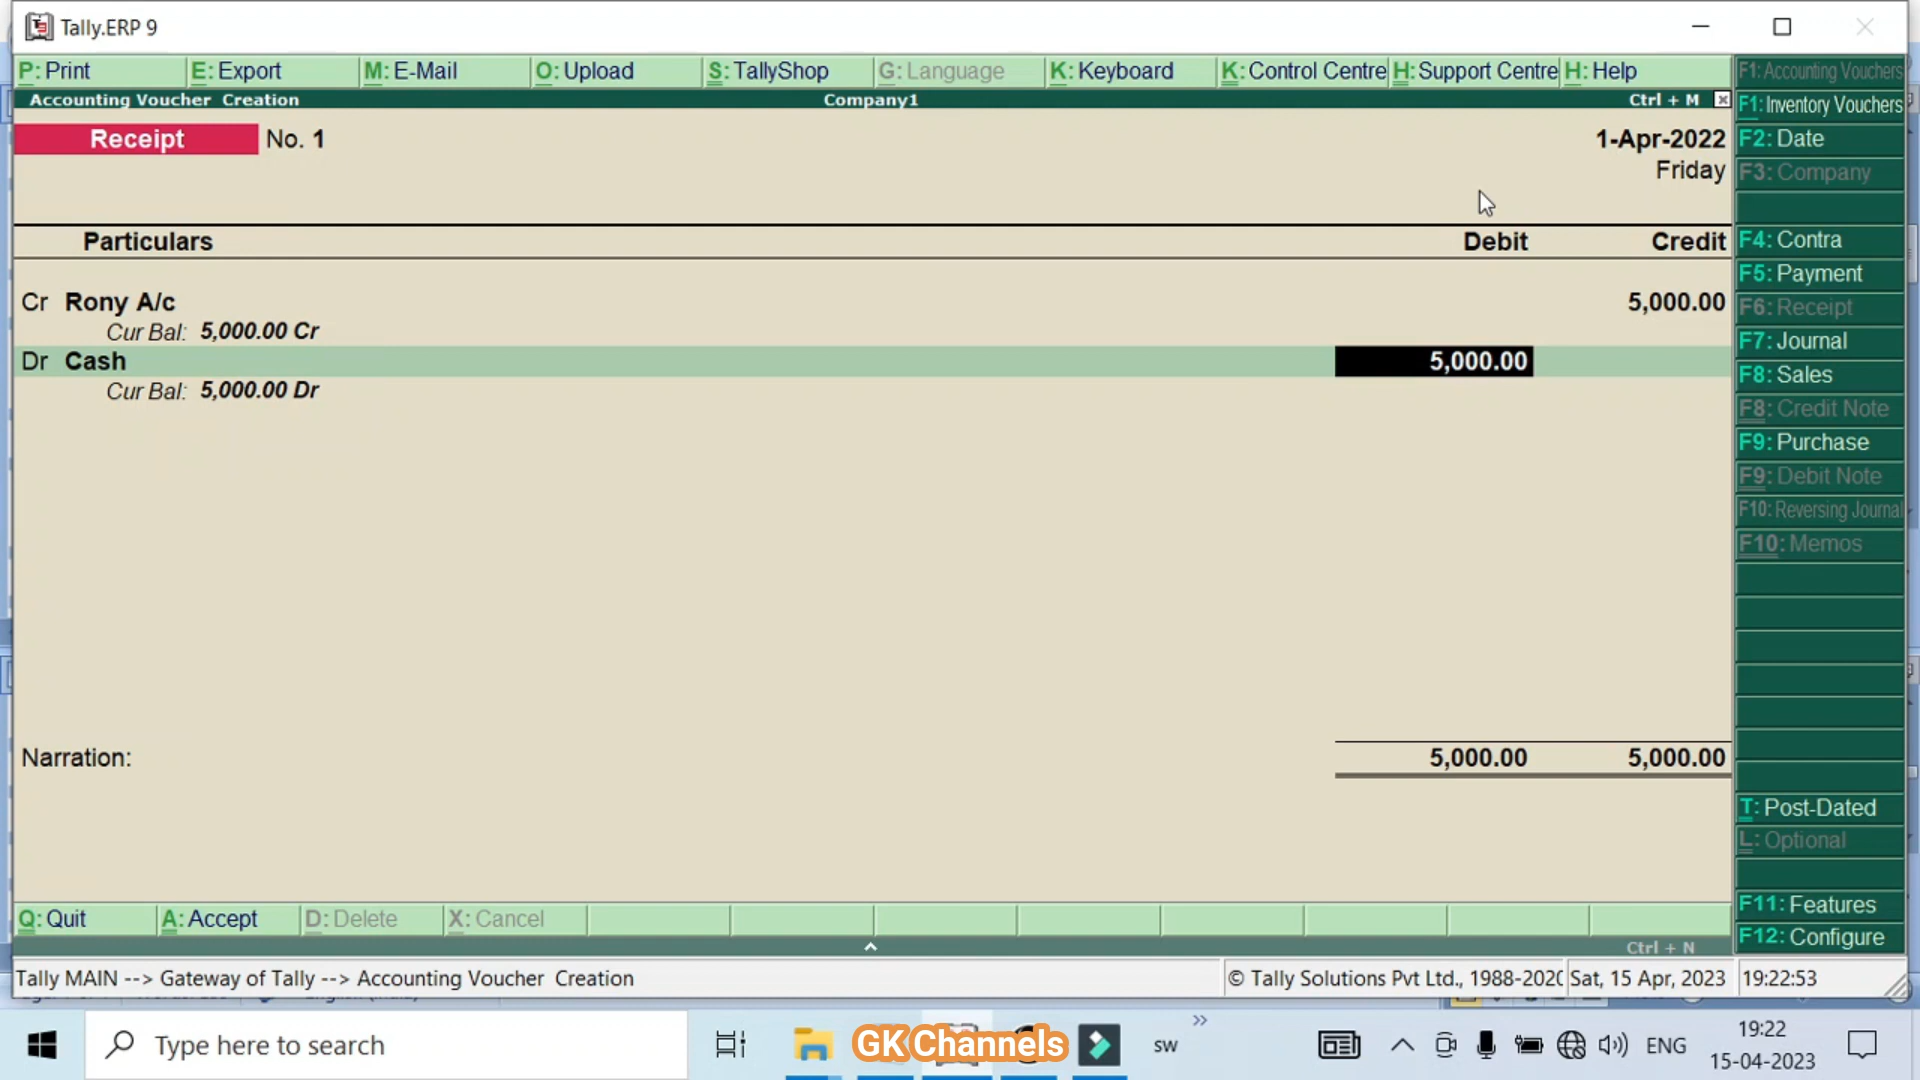 Tally.ERP 9
P: Print E: Export M: E-Mail O: Upload S: TallyShop G: Language K: Keyboard K: Control Centre H: Support Centre H: Help
Accounting Voucher Creation Company1 Ctrl + M
Receipt No. 1 1-Apr-2022
Friday
Particulars Debit Credit
Cr Rony A/c 5,000.00
Cur Bal: 5,000.00 Cr
Dr Cash 5,000.00
Cur Bal: 5,000.00 Dr
Narration: 5,000.00 5,000.00
F1: Accounting Vouchers
F1: Inventory Vouchers
F2: Date
F3: Company
F4: Contra
F5: Payment
F6: Receipt
F7: Journal
F8: Sales
F8: Credit Note
F9: Purchase
F9: Debit Note
F10: Reversing Journal
F10: Memos
T: Post-Dated
L: Optional
F11: Features
F12: Configure
Q: Quit A: Accept D: Delete X: Cancel
Ctrl + N
Tally MAIN --> Gateway of Tally --> Accounting Voucher Creation © Tally Solutions Pvt Ltd., 1988-2020 Sat, 15 Apr, 2023 19:22:53
Type here to search GK Channels sw ENG 19:22
15-04-2023